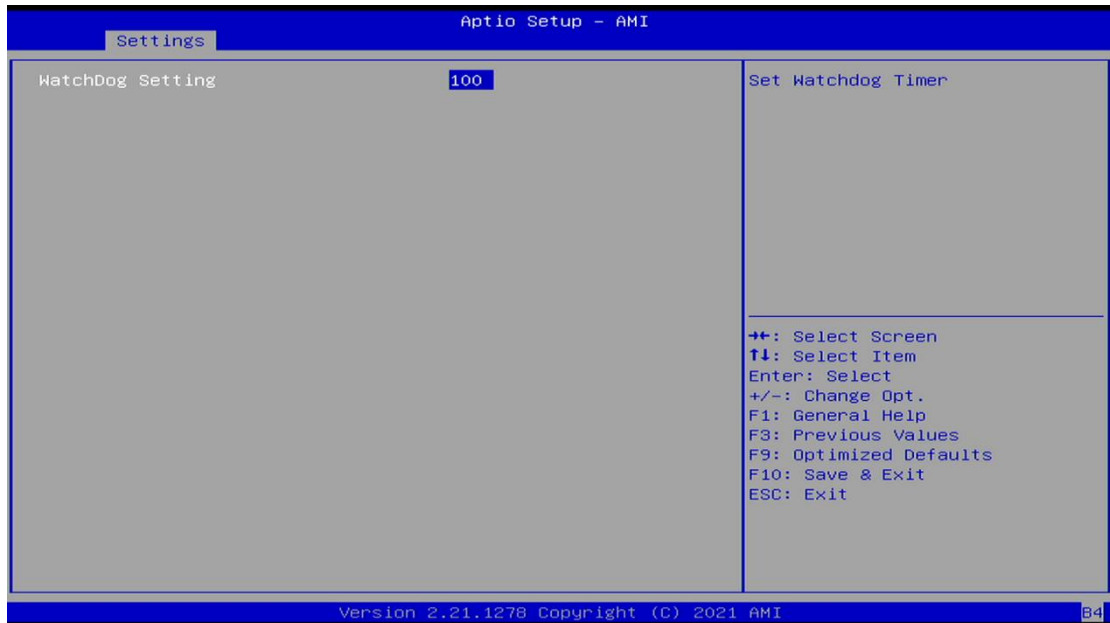 Aptio Setup – AMI
Settings
WatchDog Setting 100
Set Watchdog Timer
→←: Select Screen
↑↓: Select Item
Enter: Select
+/-: Change Opt.
F1: General Help
F3: Previous Values
F9: Optimized Defaults
F10: Save & Exit
ESC: Exit
Version 2.21.1278 Copyright (C) 2021 AMI
B4